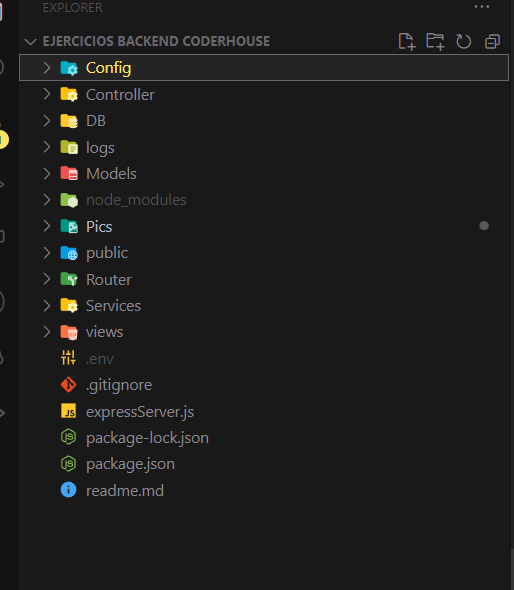 EXPLORER
EJERCICIOS BACKEND CODERHOUSE
Config
Controller
DB
logs
Models
node_modules
Pics
public
Router
Services
views
.env
.gitignore
JS expressServer.js
package-lock.json
package.json
readme.md